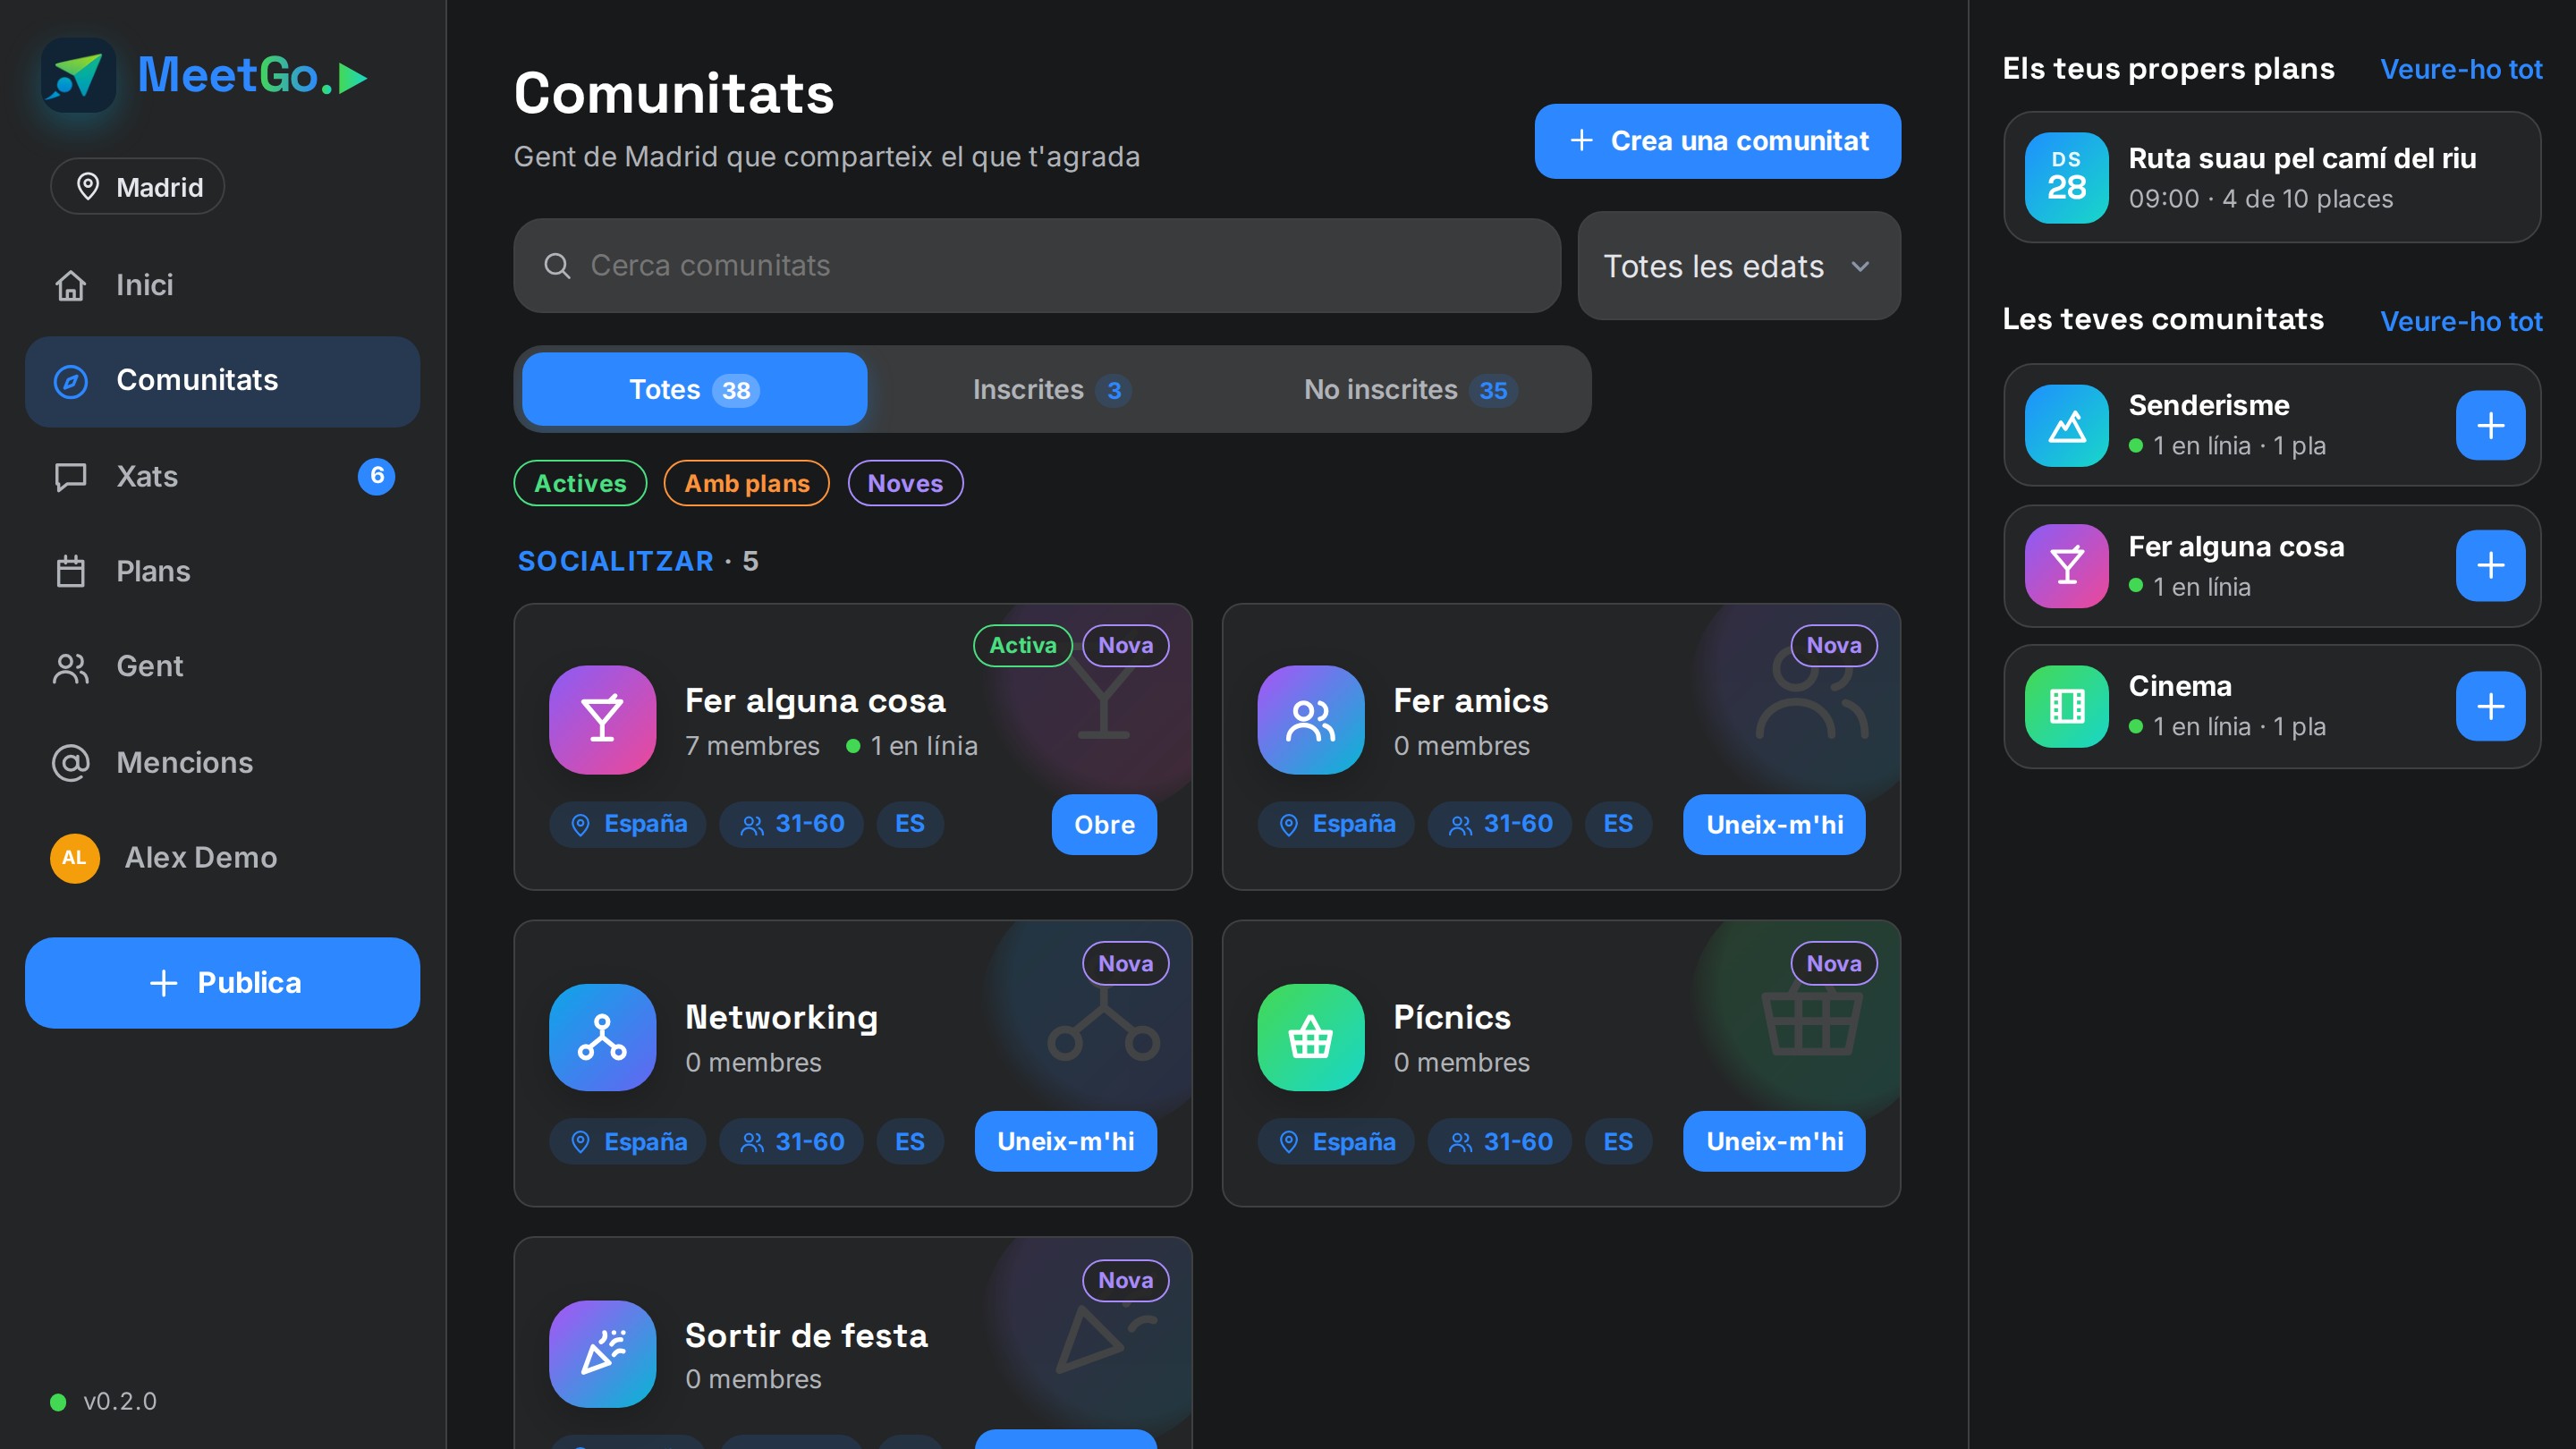 MeetGo.
Madrid
Inici
Comunitats
Xats 6
Plans
Gent
Mencions
AL Alex Demo
+ Publica
v0.2.0
Comunitats
Gent de Madrid que comparteix el que t'agrada
+ Crea una comunitat
Cerca comunitats
Totes les edats
Totes 38
Inscrites 3
No inscrites 35
Actives
Amb plans
Noves
SOCIALITZAR · 5
Activa
Nova
Fer alguna cosa
7 membres 1 en línia
España
31-60
ES
Obre
Nova
Fer amics
0 membres
España
31-60
ES
Uneix-m'hi
Nova
Networking
0 membres
España
31-60
ES
Uneix-m'hi
Nova
Pícnics
0 membres
España
31-60
ES
Uneix-m'hi
Nova
Sortir de festa
0 membres
Els teus propers plans
Veure-ho tot
DS
28
Ruta suau pel camí del riu
09:00 · 4 de 10 places
Les teves comunitats
Veure-ho tot
Senderisme
1 en línia · 1 pla
Fer alguna cosa
1 en línia
Cinema
1 en línia · 1 pla